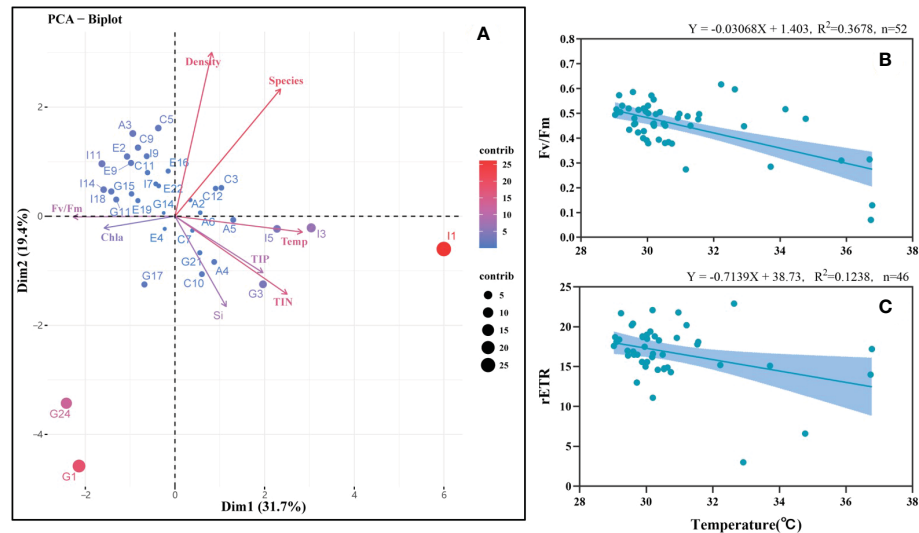 PCA − Biplot
A
Density
Species
C5
A3
C9
E2
I9
I11
E9
C11
E16
I14
G15
I7
E22
C3
C12
I18
G11
E19
G14
A2
Fv/Fm
Chla
E4
C7
A6
A5
I5
Temp
I3
I1
TIP
G21
A4
G17
C10
G3
TIN
Si
G24
G1
contrib
25
20
15
10
5
contrib
5
10
15
20
25
2
0
−2
−4
Dim2 (19.4%)
−2
0
2
4
6
Dim1 (31.7%)
Y = -0.03068X + 1.403, R²=0.3678, n=52
B
0.8
0.7
0.6
0.5
0.4
0.3
0.2
0.1
0.0
Fv/Fm
28
30
32
34
36
38
Y = -0.7139X + 38.73, R²=0.1238, n=46
C
25
20
15
10
5
0
rETR
28
30
32
34
36
38
Temperature(℃)